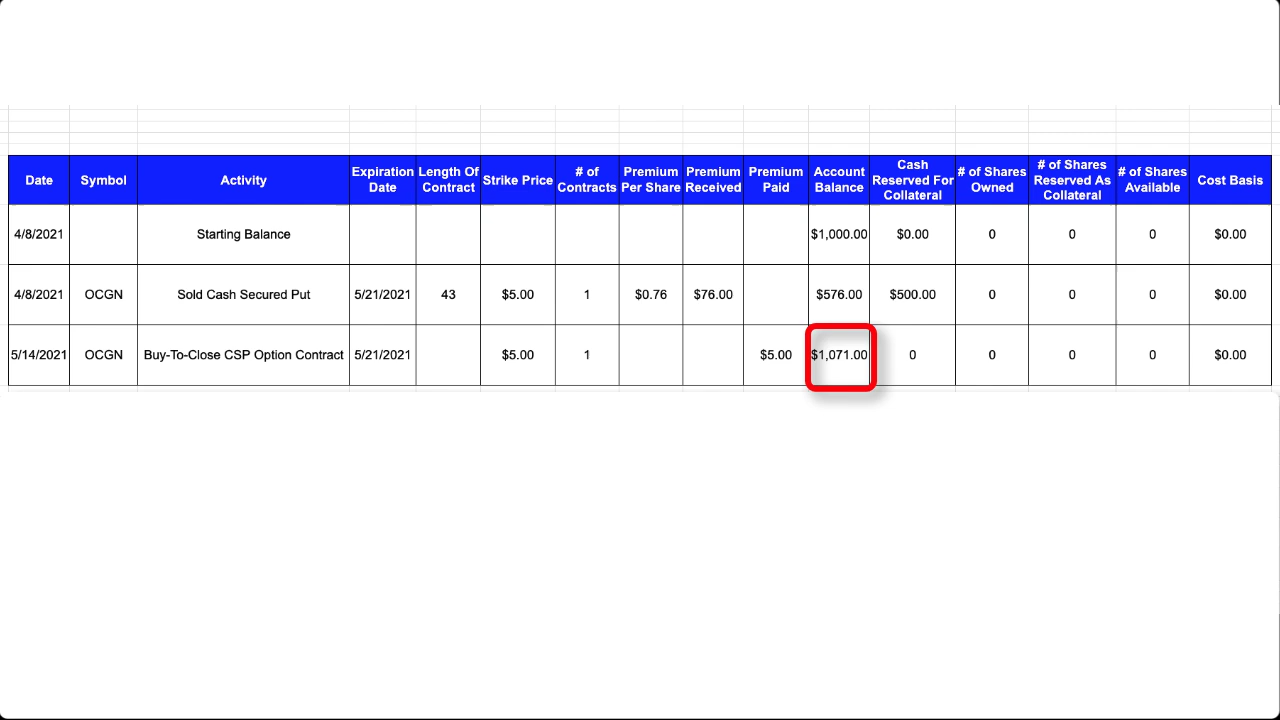 Date Symbol Activity Expiration Date Length Of Contract Strike Price # of Contracts Premium Per Share Premium Received Premium Paid Account Balance Cash Reserved For Collateral # of Shares Owned # of Shares Reserved As Collateral # of Shares Available Cost Basis
4/8/2021 Starting Balance $1,000.00 $0.00 0 0 0 $0.00
4/8/2021 OCGN Sold Cash Secured Put 5/21/2021 43 $5.00 1 $0.76 $76.00 $576.00 $500.00 0 0 0 $0.00
5/14/2021 OCGN Buy-To-Close CSP Option Contract 5/21/2021 $5.00 1 $5.00 $1,071.00 0 0 0 0 $0.00